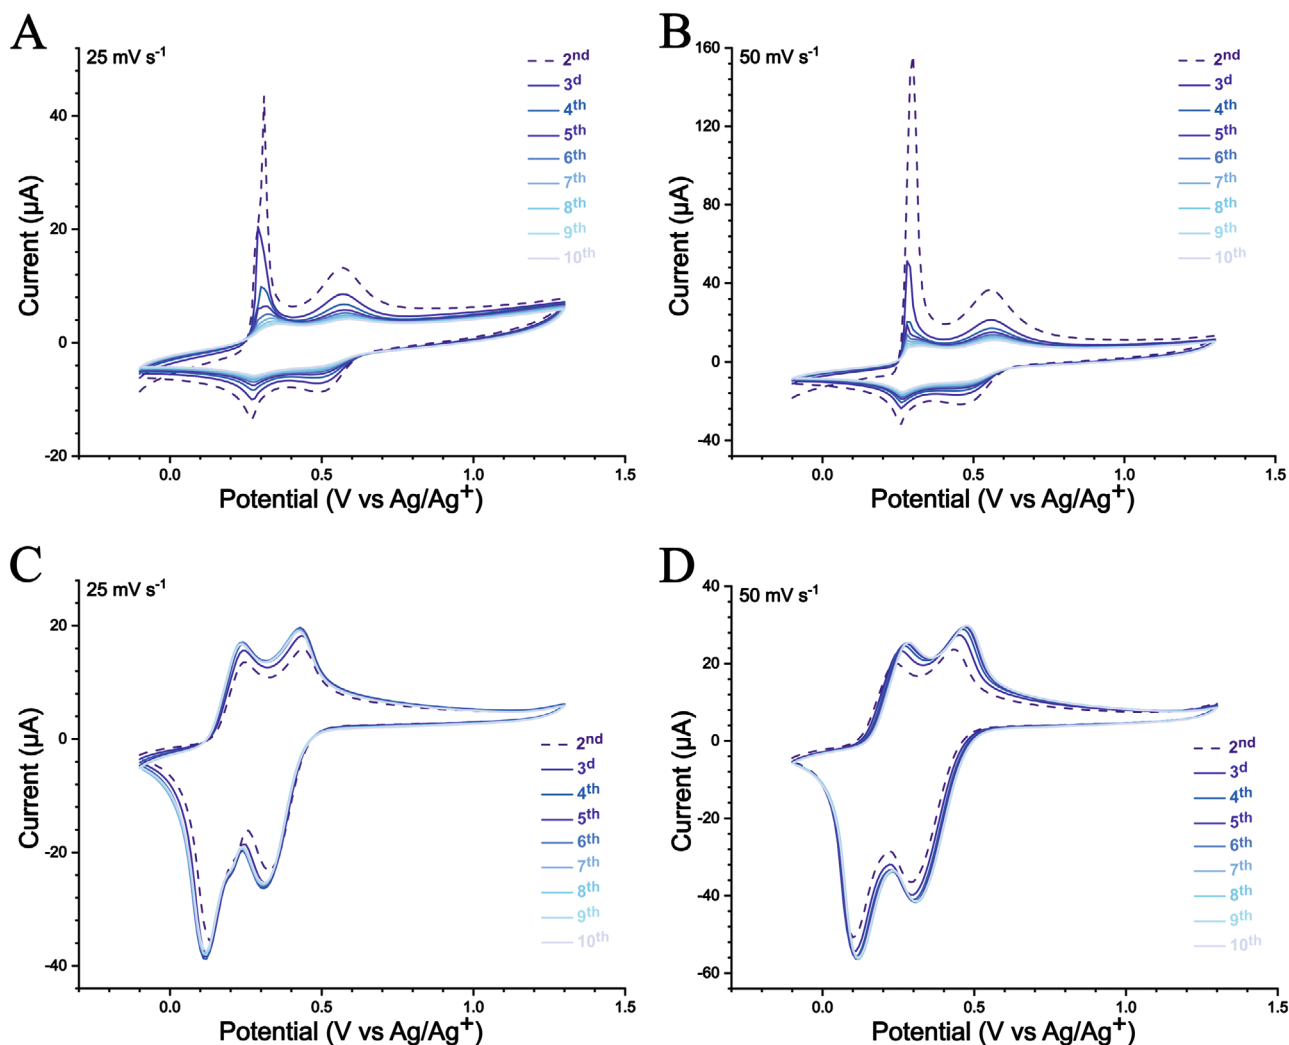 A
25 mV s⁻¹
2ⁿᵈ
3ᵈ
4ᵗʰ
5ᵗʰ
6ᵗʰ
7ᵗʰ
8ᵗʰ
9ᵗʰ
10ᵗʰ
40
20
0
-20
Current (µA)
0.0 0.5 1.0 1.5
Potential (V vs Ag/Ag⁺)
B
50 mV s⁻¹
2ⁿᵈ
3ᵈ
4ᵗʰ
5ᵗʰ
6ᵗʰ
7ᵗʰ
8ᵗʰ
9ᵗʰ
10ᵗʰ
160
120
80
40
0
-40
Current (µA)
0.0 0.5 1.0 1.5
Potential (V vs Ag/Ag⁺)
C
25 mV s⁻¹
20
0
-20
-40
Current (µA)
2ⁿᵈ
3ᵈ
4ᵗʰ
5ᵗʰ
6ᵗʰ
7ᵗʰ
8ᵗʰ
9ᵗʰ
10ᵗʰ
0.0 0.5 1.0 1.5
Potential (V vs Ag/Ag⁺)
D
50 mV s⁻¹
40
20
0
-20
-40
-60
Current (µA)
2ⁿᵈ
3ᵈ
4ᵗʰ
5ᵗʰ
6ᵗʰ
7ᵗʰ
8ᵗʰ
9ᵗʰ
10ᵗʰ
0.0 0.5 1.0 1.5
Potential (V vs Ag/Ag⁺)